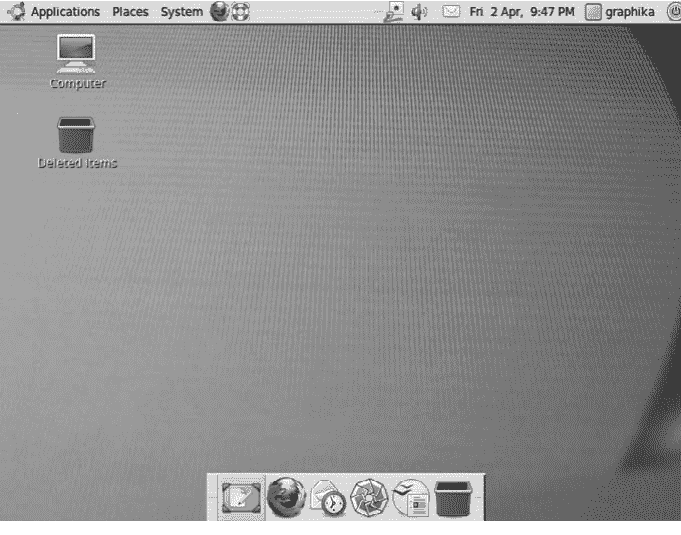 Applications Places System Fri 2 Apr, 9:47 PM graphika
Computer
Deleted Items